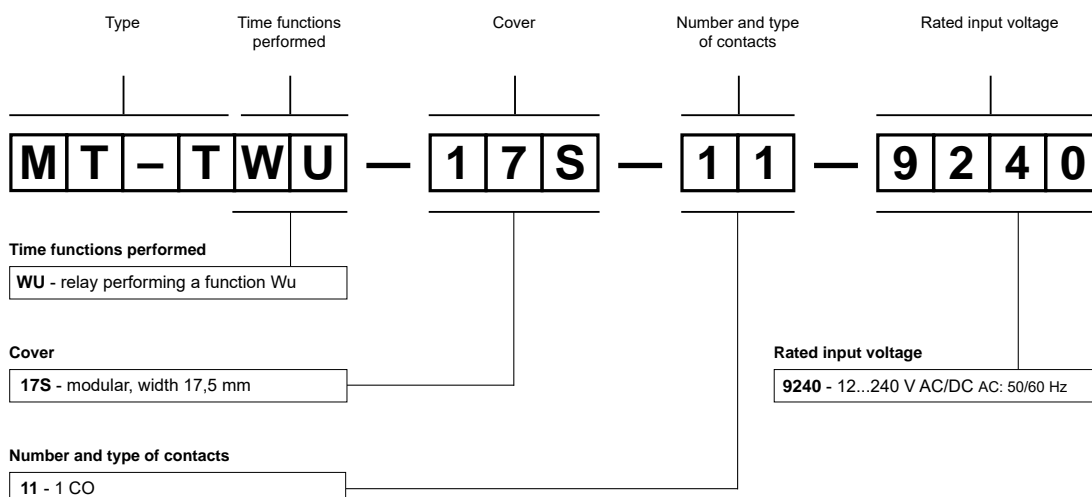 Type
Time functions
performed
Cover
Number and type
of contacts
Rated input voltage
MT–TWU — 17S — 11 — 9240
Time functions performed
WU - relay performing a function Wu
Cover
17S - modular, width 17,5 mm
Rated input voltage
9240 - 12...240 V AC/DC AC: 50/60 Hz
Number and type of contacts
11 - 1 CO